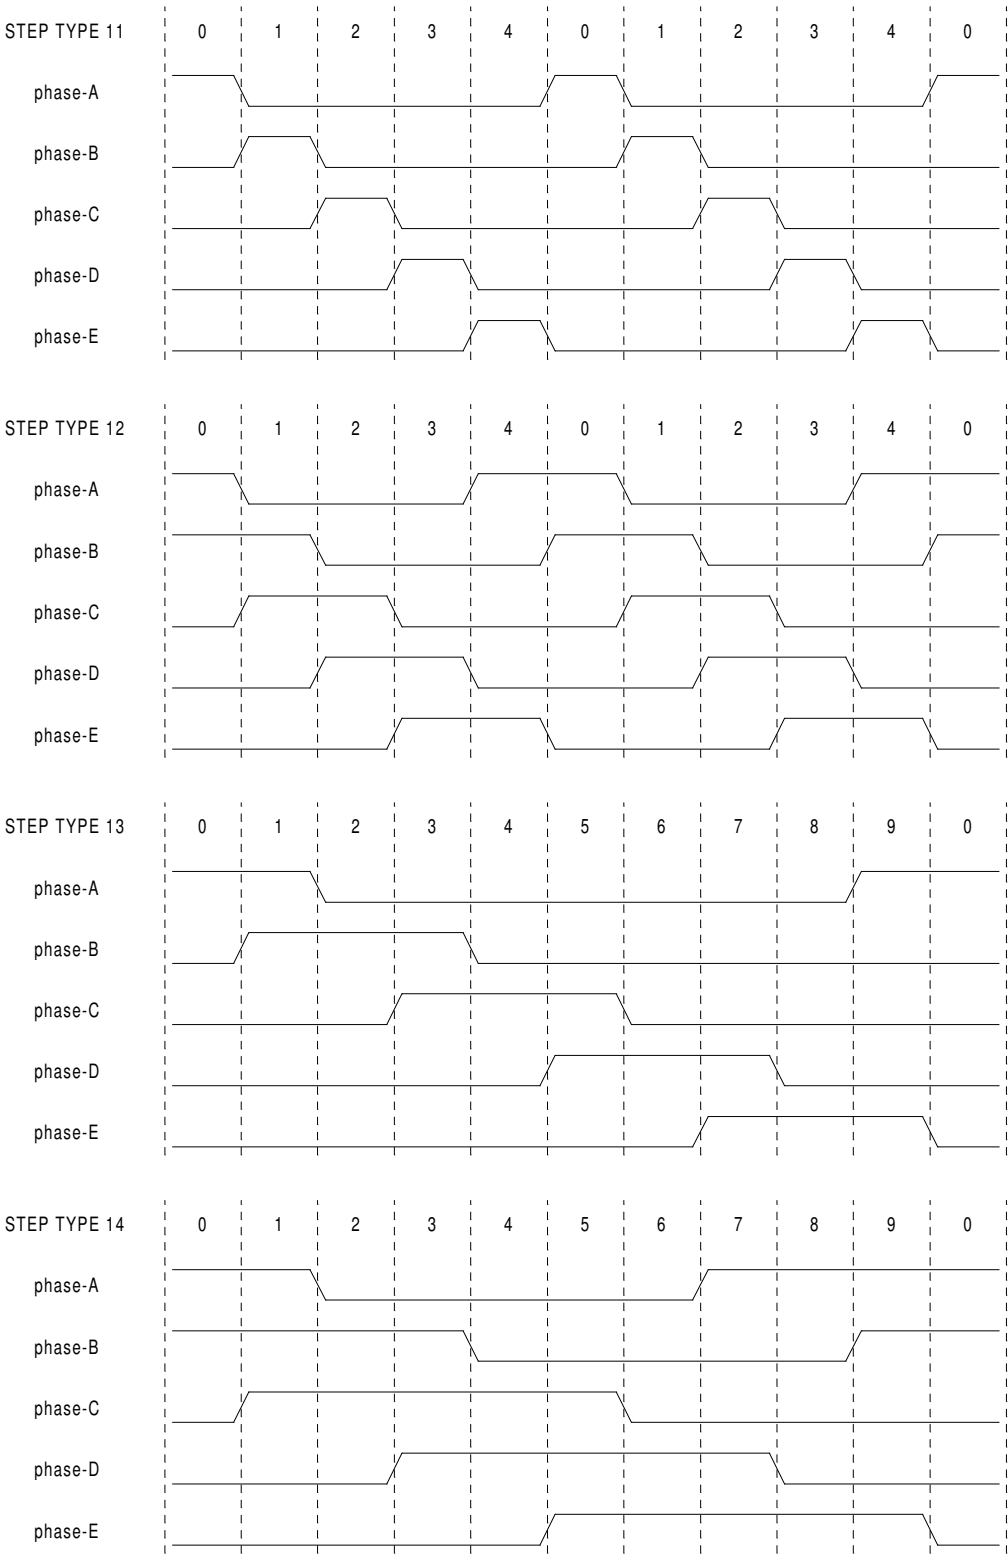 STEP TYPE 11 0 1 2 3 4 0 1 2 3 4 0
phase-A
phase-B
phase-C
phase-D
phase-E
STEP TYPE 12 0 1 2 3 4 0 1 2 3 4 0
phase-A
phase-B
phase-C
phase-D
phase-E
STEP TYPE 13 0 1 2 3 4 5 6 7 8 9 0
phase-A
phase-B
phase-C
phase-D
phase-E
STEP TYPE 14 0 1 2 3 4 5 6 7 8 9 0
phase-A
phase-B
phase-C
phase-D
phase-E